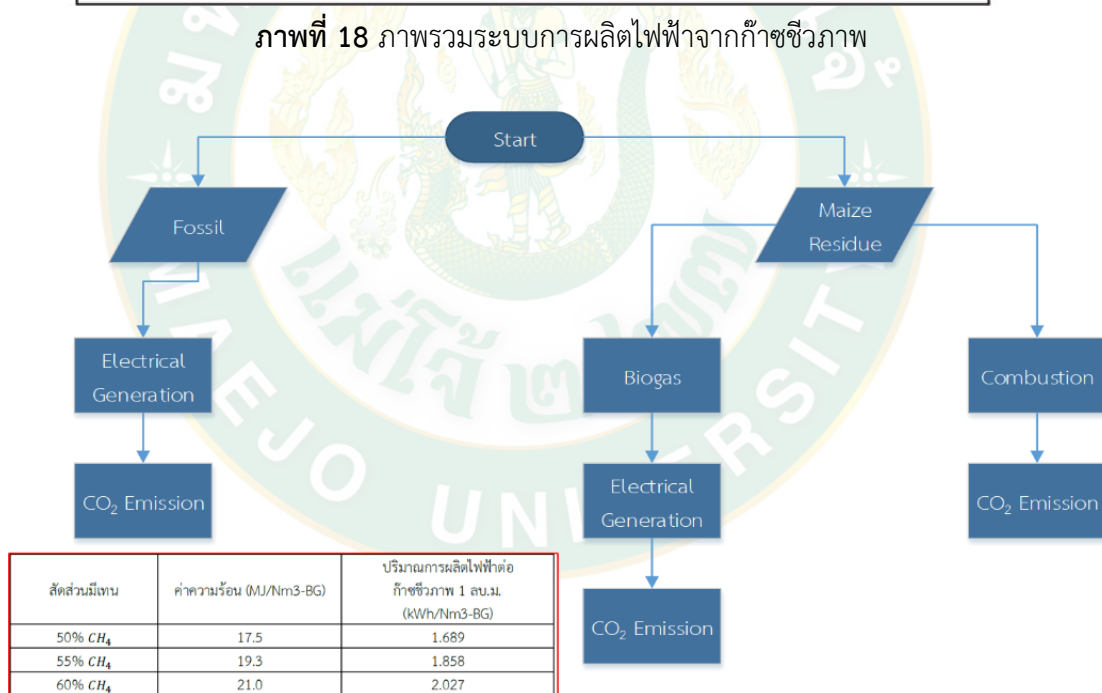 ภาพที่ 18 ภาพรวมระบบการผลิตไฟฟ้าจากก๊าซชีวภาพ
Start
Fossil
Maize
Residue
Electrical
Generation
Biogas
Combustion
CO₂ Emission
Electrical
Generation
CO₂ Emission
CO₂ Emission
สัดส่วนมีเทน
ค่าความร้อน (MJ/Nm3-BG)
ปริมาณการผลิตไฟฟ้าต่อ
ก๊าซชีวภาพ 1 ลบ.ม.
(kWh/Nm3-BG)
50% CH₄ 17.5 1.689
55% CH₄ 19.3 1.858
60% CH₄ 21.0 2.027
แม่โจ้
MAEJO UNIVERSIT